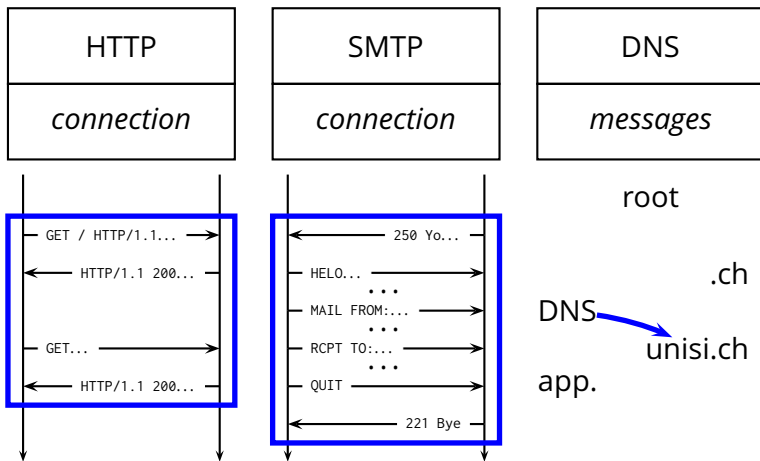 HTTP
connection
GET / HTTP/1.1...
HTTP/1.1 200...
GET...
HTTP/1.1 200...
SMTP
connection
250 Yo...
HELO...
...
MAIL FROM:...
...
RCPT TO:...
...
QUIT
221 Bye
DNS
messages
root
.ch
DNS
unisi.ch
app.